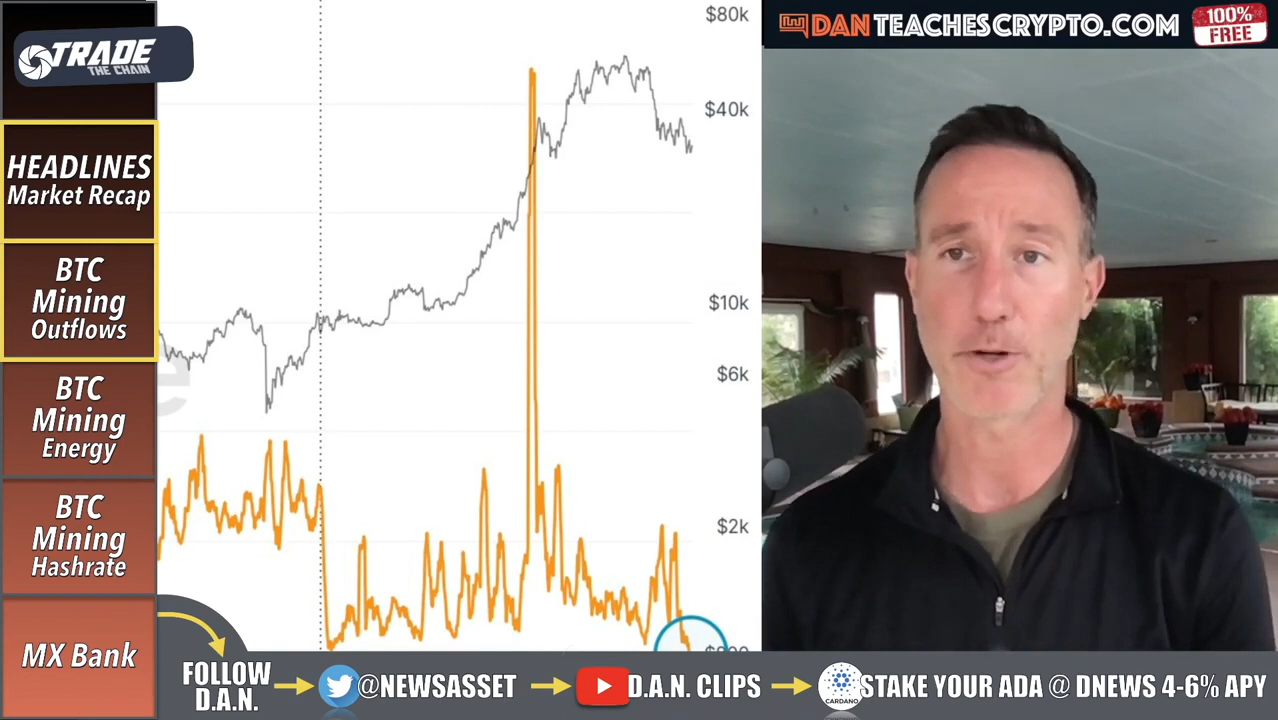 TRADE
THE CHAIN
HEADLINES
Market Recap
BTC
Mining
Outflows
BTC
Mining
Energy
BTC
Mining
Hashrate
MX Bank
$80k
$40k
$10k
$6k
$2k
DANTEACHESCRYPTO.COM
100%
FREE
FOLLOW
D.A.N.
@NEWSASSET
D.A.N. CLIPS
CARDANO
STAKE YOUR ADA @ DNEWS 4-6% APY